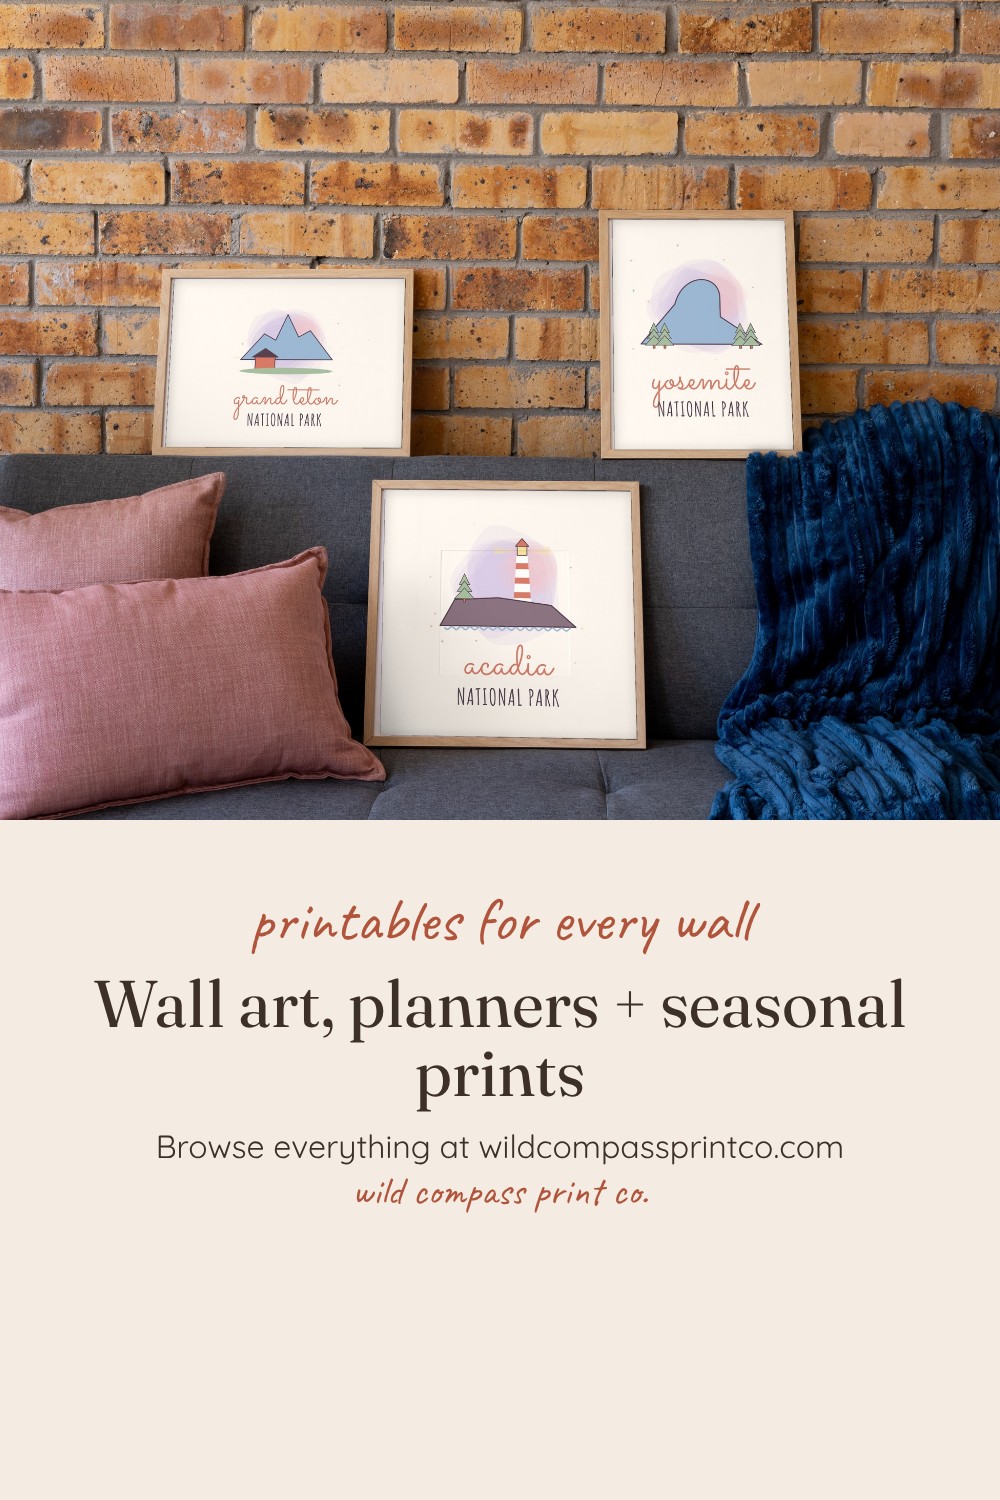 grand teton
NATIONAL PARK
yosemite
NATIONAL PARK
acadia
NATIONAL PARK
printables for every wall
Wall art, planners + seasonal
prints
Browse everything at wildcompassprintco.com
wild compass print co.